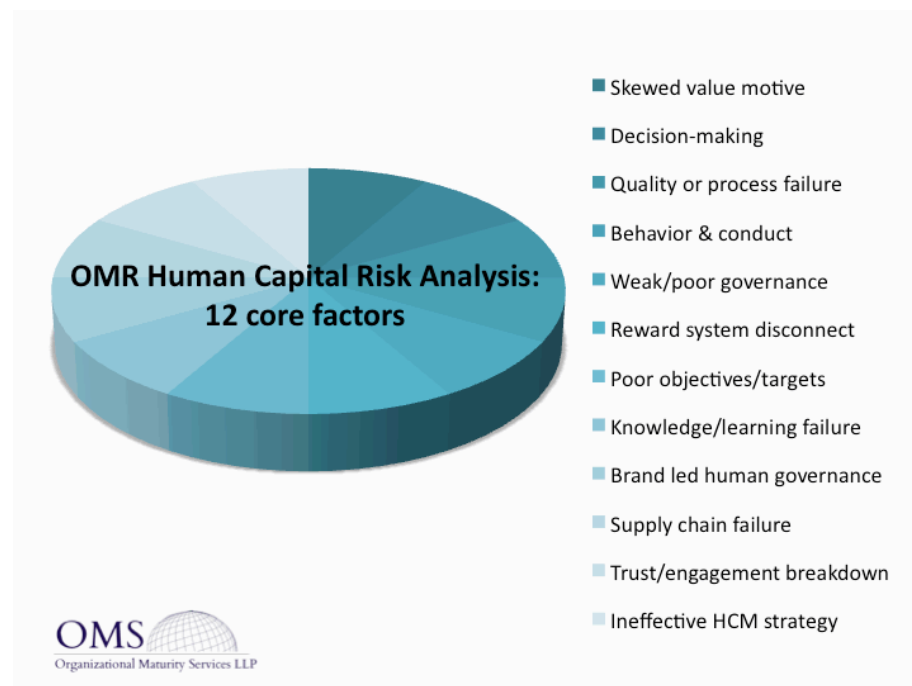 OMR Human Capital Risk Analysis:
12 core factors
Skewed value motive
Decision-making
Quality or process failure
Behavior & conduct
Weak/poor governance
Reward system disconnect
Poor objectives/targets
Knowledge/learning failure
Brand led human governance
Supply chain failure
Trust/engagement breakdown
Ineffective HCM strategy
OMS
Organizational Maturity Services LLP